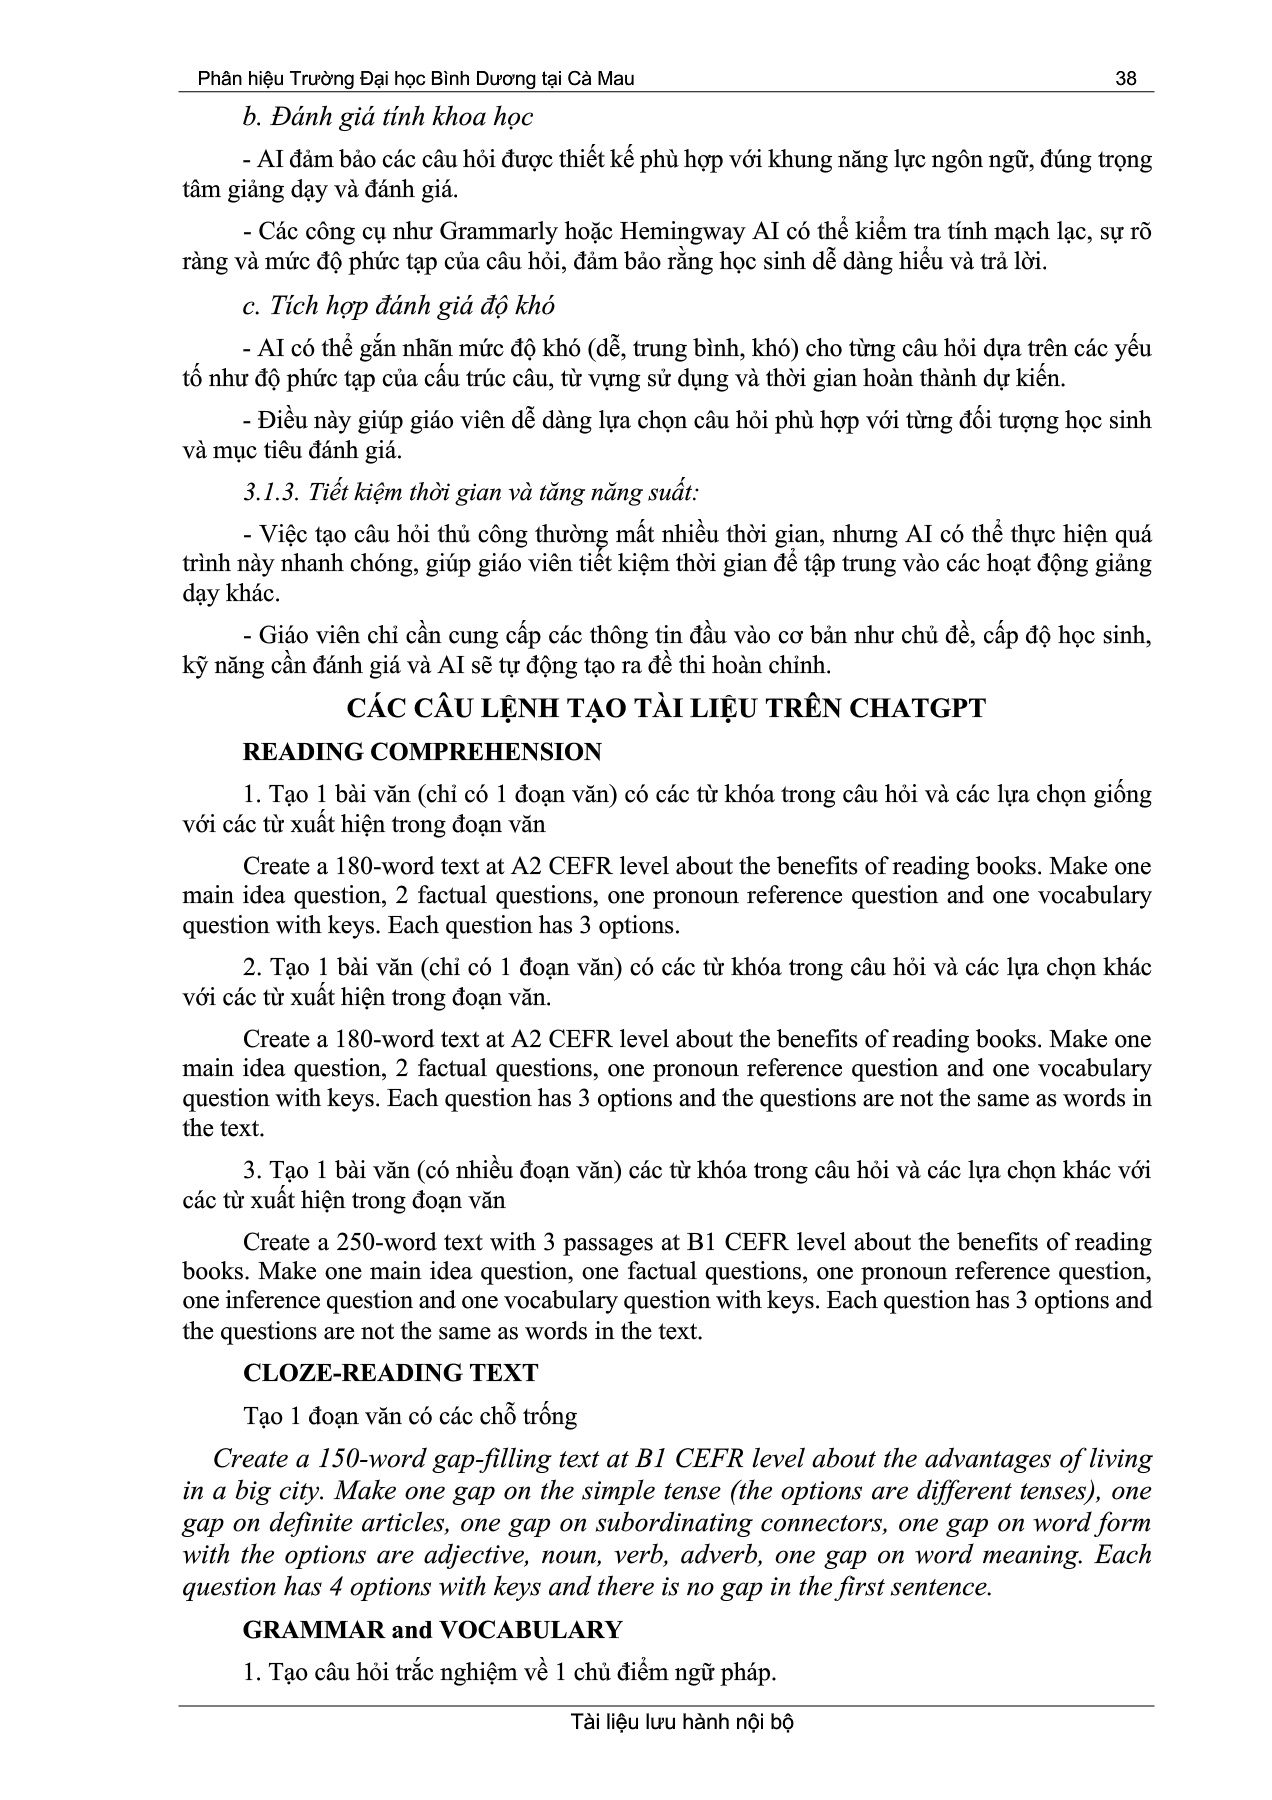 Phân hiệu Trường Đại học Bình Dương tại Cà Mau 38
b. Đánh giá tính khoa học
- AI đảm bảo các câu hỏi được thiết kế phù hợp với khung năng lực ngôn ngữ, đúng trọng
tâm giảng dạy và đánh giá.
- Các công cụ như Grammarly hoặc Hemingway AI có thể kiểm tra tính mạch lạc, sự rõ
ràng và mức độ phức tạp của câu hỏi, đảm bảo rằng học sinh dễ dàng hiểu và trả lời.
c. Tích hợp đánh giá độ khó
- AI có thể gắn nhãn mức độ khó (dễ, trung bình, khó) cho từng câu hỏi dựa trên các yếu
tố như độ phức tạp của cấu trúc câu, từ vựng sử dụng và thời gian hoàn thành dự kiến.
- Điều này giúp giáo viên dễ dàng lựa chọn câu hỏi phù hợp với từng đối tượng học sinh
và mục tiêu đánh giá.
3.1.3. Tiết kiệm thời gian và tăng năng suất:
- Việc tạo câu hỏi thủ công thường mất nhiều thời gian, nhưng AI có thể thực hiện quá
trình này nhanh chóng, giúp giáo viên tiết kiệm thời gian để tập trung vào các hoạt động giảng
dạy khác.
- Giáo viên chỉ cần cung cấp các thông tin đầu vào cơ bản như chủ đề, cấp độ học sinh,
kỹ năng cần đánh giá và AI sẽ tự động tạo ra đề thi hoàn chỉnh.
CÁC CÂU LỆNH TẠO TÀI LIỆU TRÊN CHATGPT
READING COMPREHENSION
1. Tạo 1 bài văn (chỉ có 1 đoạn văn) có các từ khóa trong câu hỏi và các lựa chọn giống
với các từ xuất hiện trong đoạn văn
Create a 180-word text at A2 CEFR level about the benefits of reading books. Make one
main idea question, 2 factual questions, one pronoun reference question and one vocabulary
question with keys. Each question has 3 options.
2. Tạo 1 bài văn (chỉ có 1 đoạn văn) có các từ khóa trong câu hỏi và các lựa chọn khác
với các từ xuất hiện trong đoạn văn.
Create a 180-word text at A2 CEFR level about the benefits of reading books. Make one
main idea question, 2 factual questions, one pronoun reference question and one vocabulary
question with keys. Each question has 3 options and the questions are not the same as words in
the text.
3. Tạo 1 bài văn (có nhiều đoạn văn) các từ khóa trong câu hỏi và các lựa chọn khác với
các từ xuất hiện trong đoạn văn
Create a 250-word text with 3 passages at B1 CEFR level about the benefits of reading
books. Make one main idea question, one factual questions, one pronoun reference question,
one inference question and one vocabulary question with keys. Each question has 3 options and
the questions are not the same as words in the text.
CLOZE-READING TEXT
Tạo 1 đoạn văn có các chỗ trống
Create a 150-word gap-filling text at B1 CEFR level about the advantages of living
in a big city. Make one gap on the simple tense (the options are different tenses), one
gap on definite articles, one gap on subordinating connectors, one gap on word form
with the options are adjective, noun, verb, adverb, one gap on word meaning. Each
question has 4 options with keys and there is no gap in the first sentence.
GRAMMAR and VOCABULARY
1. Tạo câu hỏi trắc nghiệm về 1 chủ điểm ngữ pháp.
Tài liệu lưu hành nội bộ